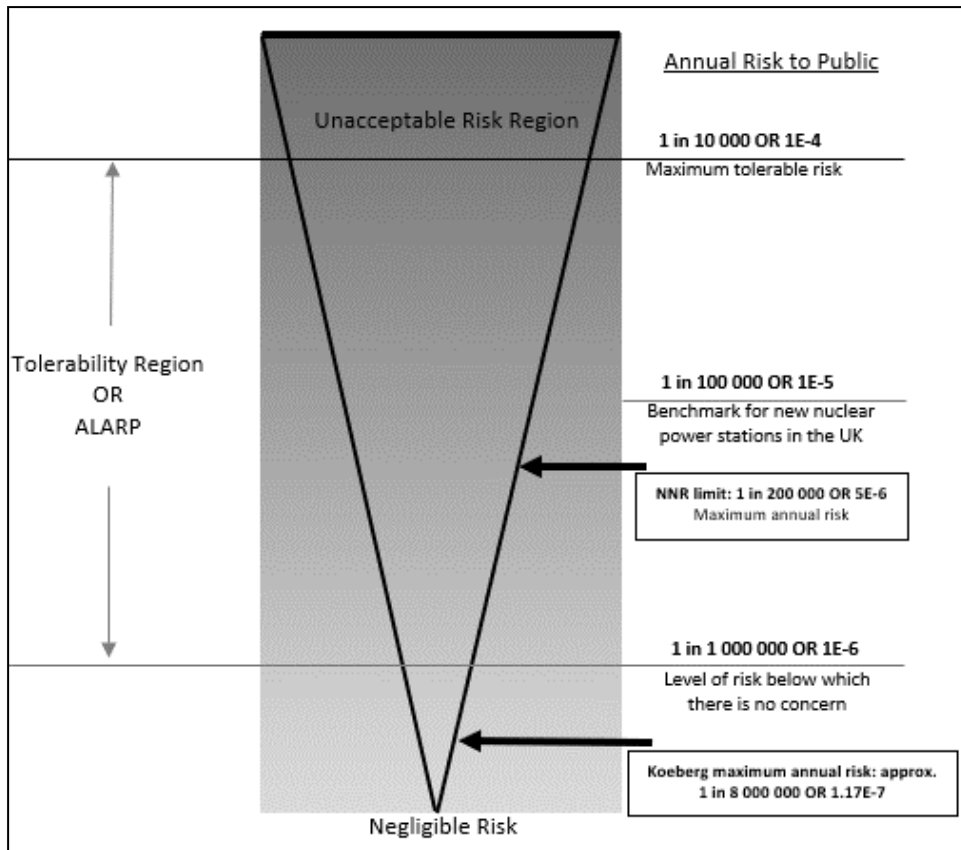 Annual Risk to Public
Unacceptable Risk Region
1 in 10 000 OR 1E-4
Maximum tolerable risk
Tolerability Region
OR
ALARP
1 in 100 000 OR 1E-5
Benchmark for new nuclear
power stations in the UK
NNR limit: 1 in 200 000 OR 5E-6
Maximum annual risk
1 in 1 000 000 OR 1E-6
Level of risk below which
there is no concern
Koeberg maximum annual risk: approx.
1 in 8 000 000 OR 1.17E-7
Negligible Risk